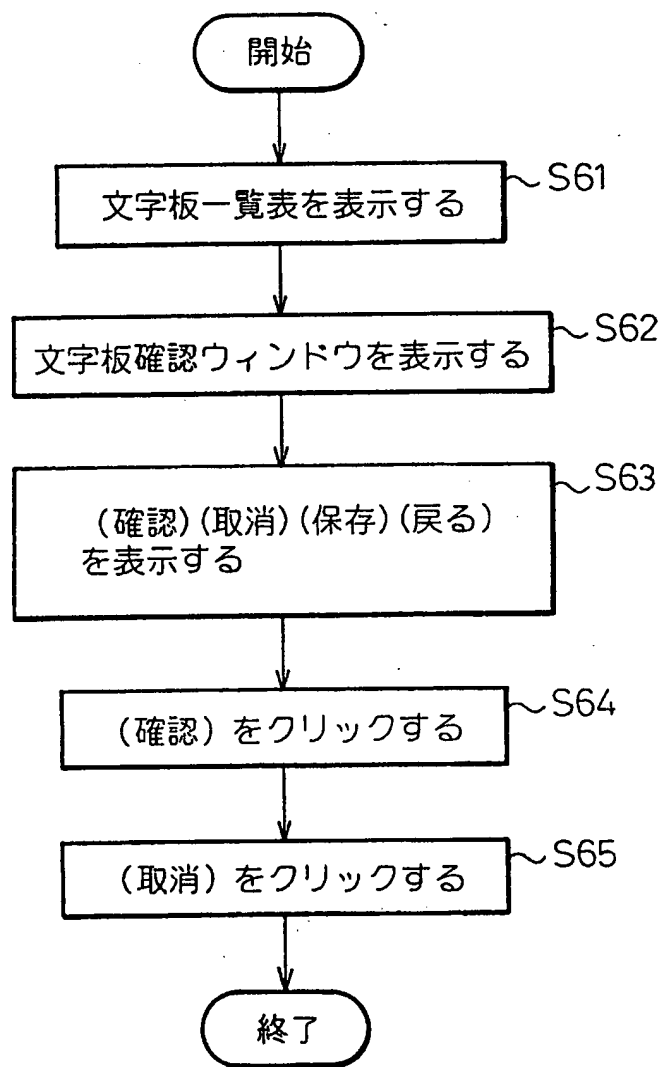 開始
文字板一覧表を表示する
S61
文字板確認ウィンドウを表示する
S62
(確認)(取消)(保存)(戻る)
を表示する
S63
(確認)をクリックする
S64
(取消)をクリックする
S65
終了